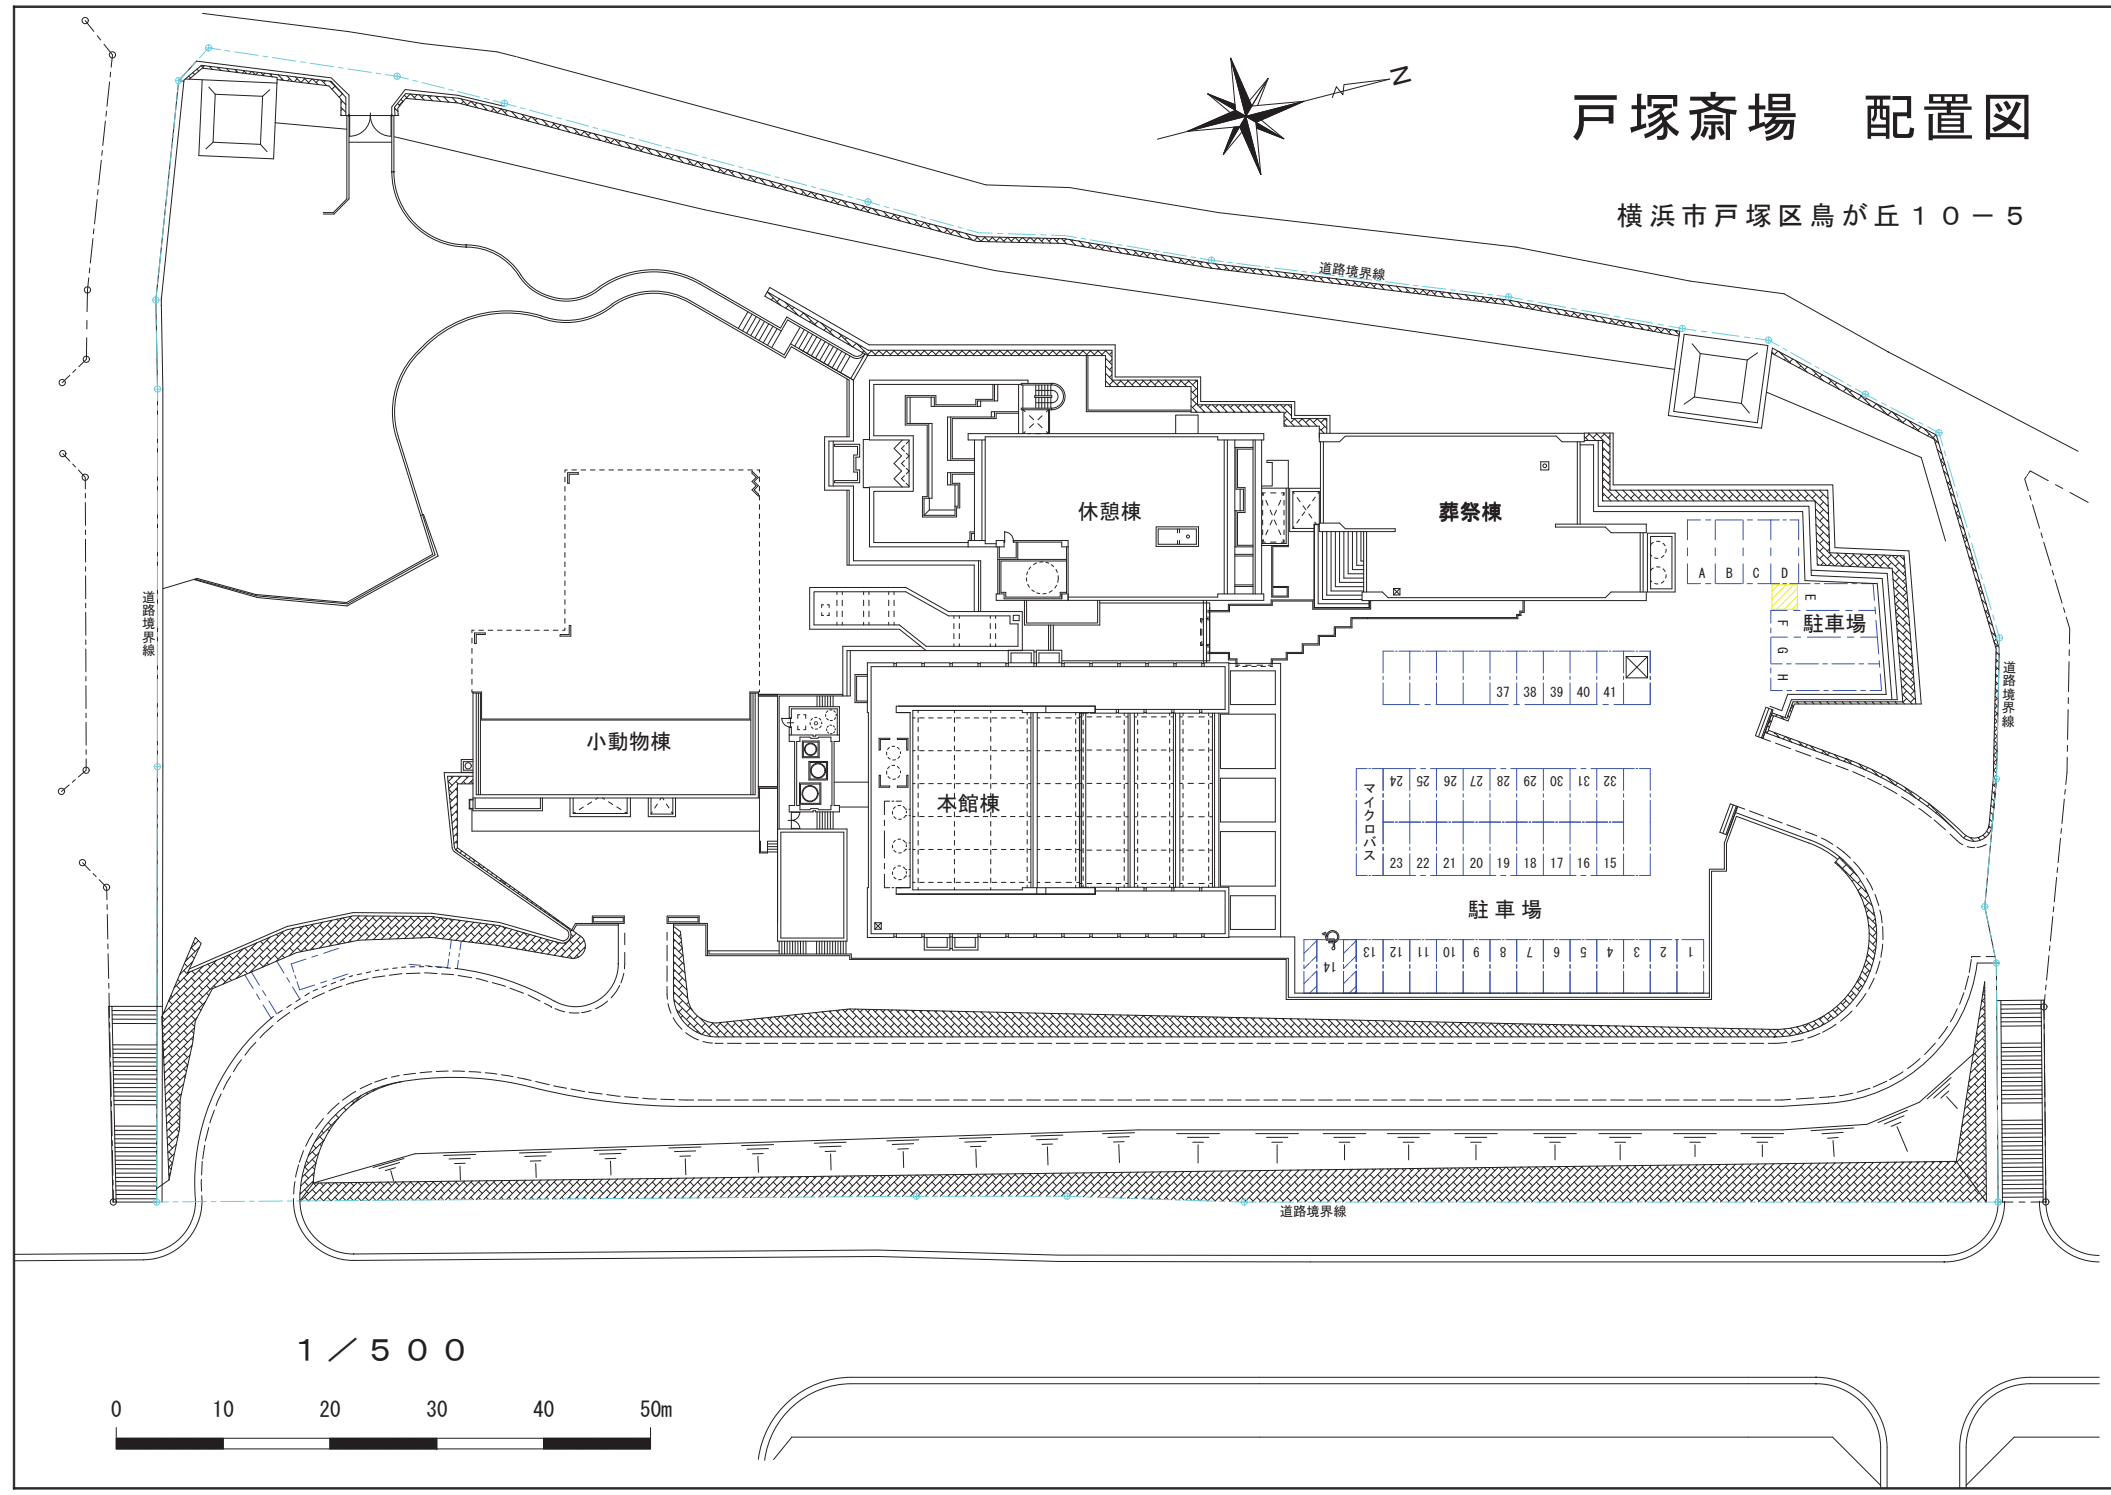 N
戸塚斎場　配置図
横浜市戸塚区鳥が丘１０－５
道路境界線
休憩棟
葬祭棟
A B C D
E
F
G
H
駐車場
道路境界線
道路境界線
37 38 39 40 41
小動物棟
本館棟
マイクロバス
24 25 26 27 28 29 30 31 32
23 22 21 20 19 18 17 16 15
駐車場
14 13 12 11 10 9 8 7 6 5 4 3 2 1
道路境界線
１／５００
0 10 20 30 40 50m